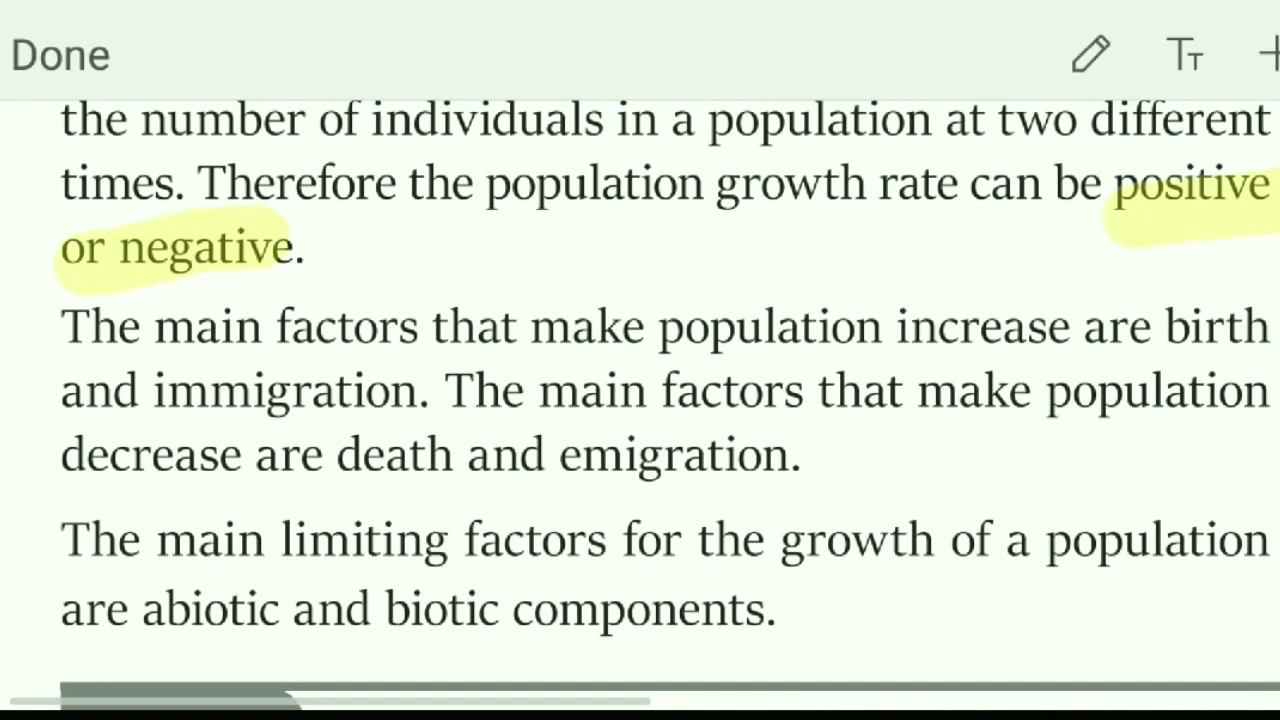 Done
the number of individuals in a population at two different
times. Therefore the population growth rate can be positive
or negative.
The main factors that make population increase are birth
and immigration. The main factors that make population
decrease are death and emigration.
The main limiting factors for the growth of a population
are abiotic and biotic components.